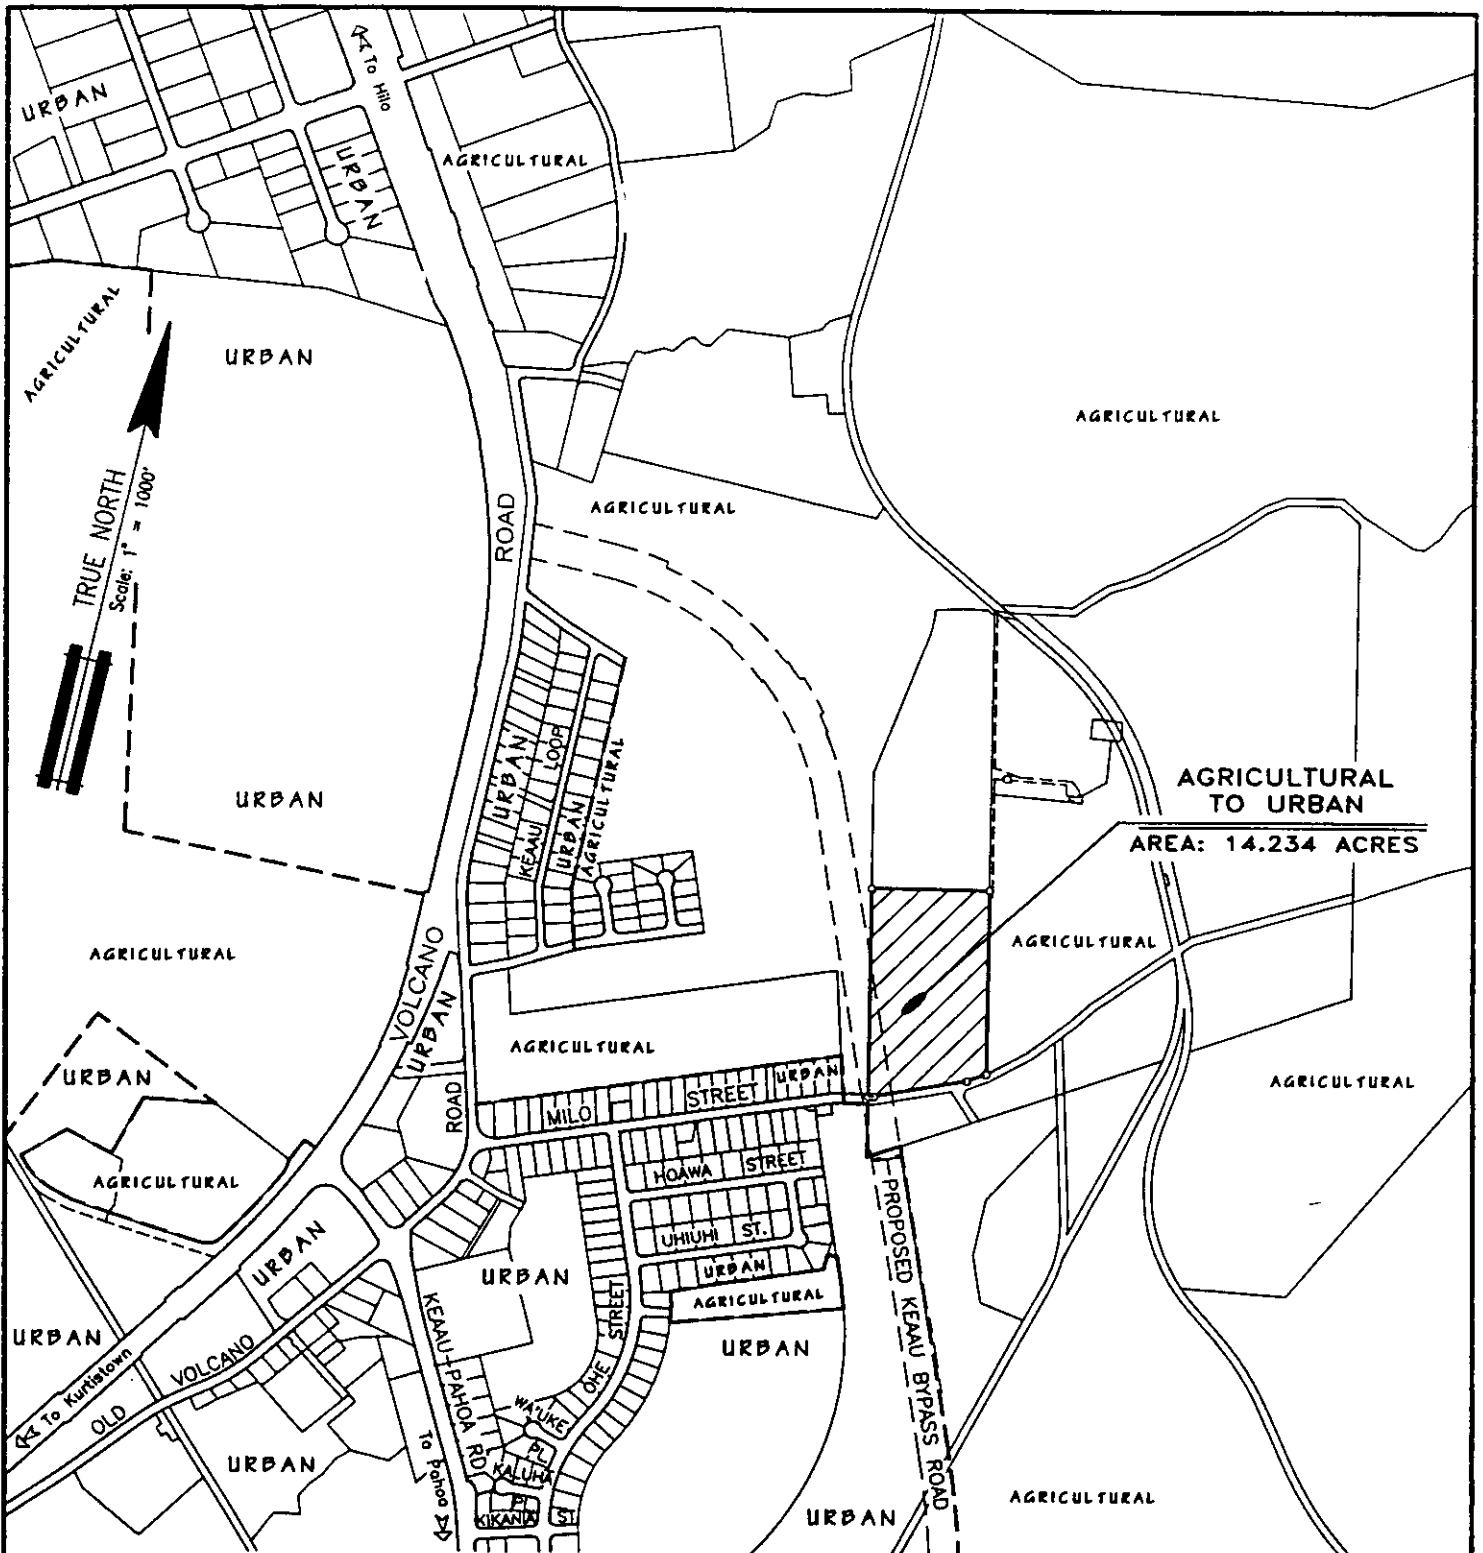 To Hilo
URBAN
URBAN
AGRICULTURAL
AGRICULTURAL
URBAN
AGRICULTURAL
ROAD
AGRICULTURAL
TRUE NORTH
Scale: 1" = 1000'
URBAN
LOOP
KEAAU
URBAN
AGRICULTURAL
URBAN
AGRICULTURAL
TO URBAN
AREA: 14.234 ACRES
AGRICULTURAL
VOLCANO
URBAN
AGRICULTURAL
AGRICULTURAL
URBAN
ROAD
MILO STREET
URBAN
AGRICULTURAL
AGRICULTURAL
HOAWA STREET
UHIUHI ST.
URBAN
AGRICULTURAL
URBAN
URBAN
URBAN
PROPOSED KEAAU BYPASS ROAD
KEAAU-PAHOA RD
OHE STREET
URBAN
To Kurtistown
OLD VOLCANO
WAUKE PL
KALUHA
PL
KIKANIA ST
To Pahoa
URBAN
URBAN
AGRICULTURAL